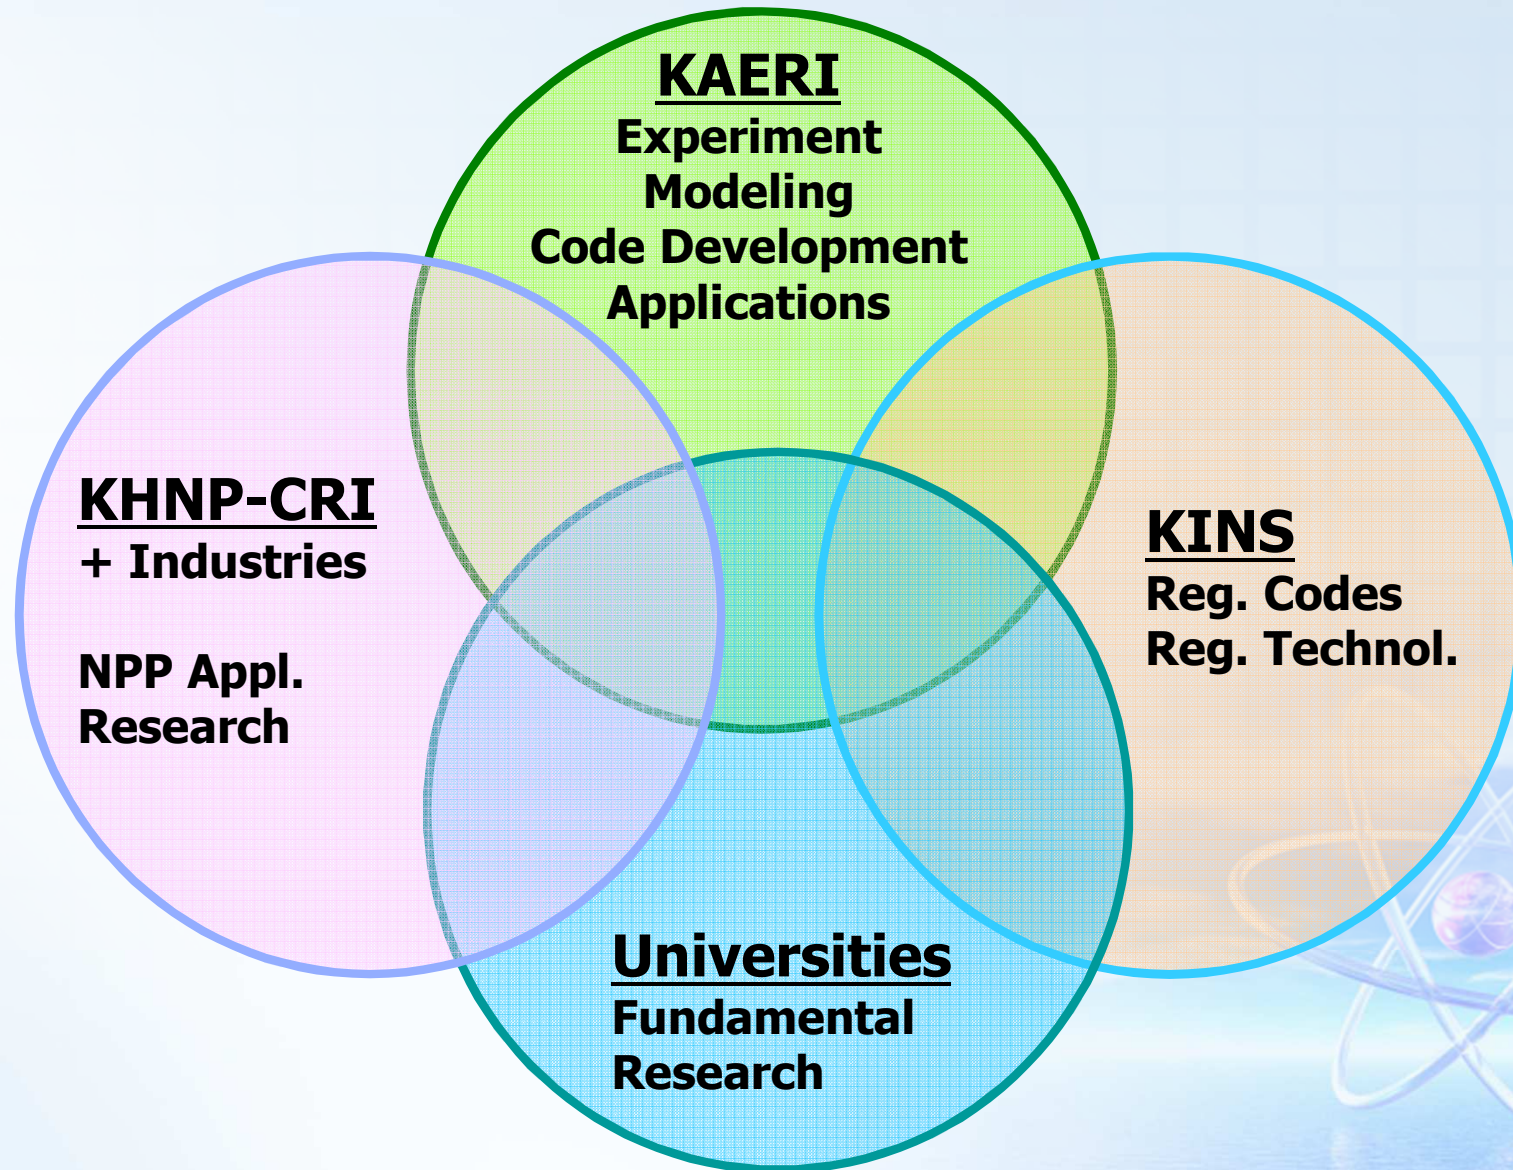 KAERI
Experiment
Modeling
Code Development
Applications
KHNP-CRI
+ Industries
NPP Appl.
Research
KINS
Reg. Codes
Reg. Technol.
Universities
Fundamental
Research